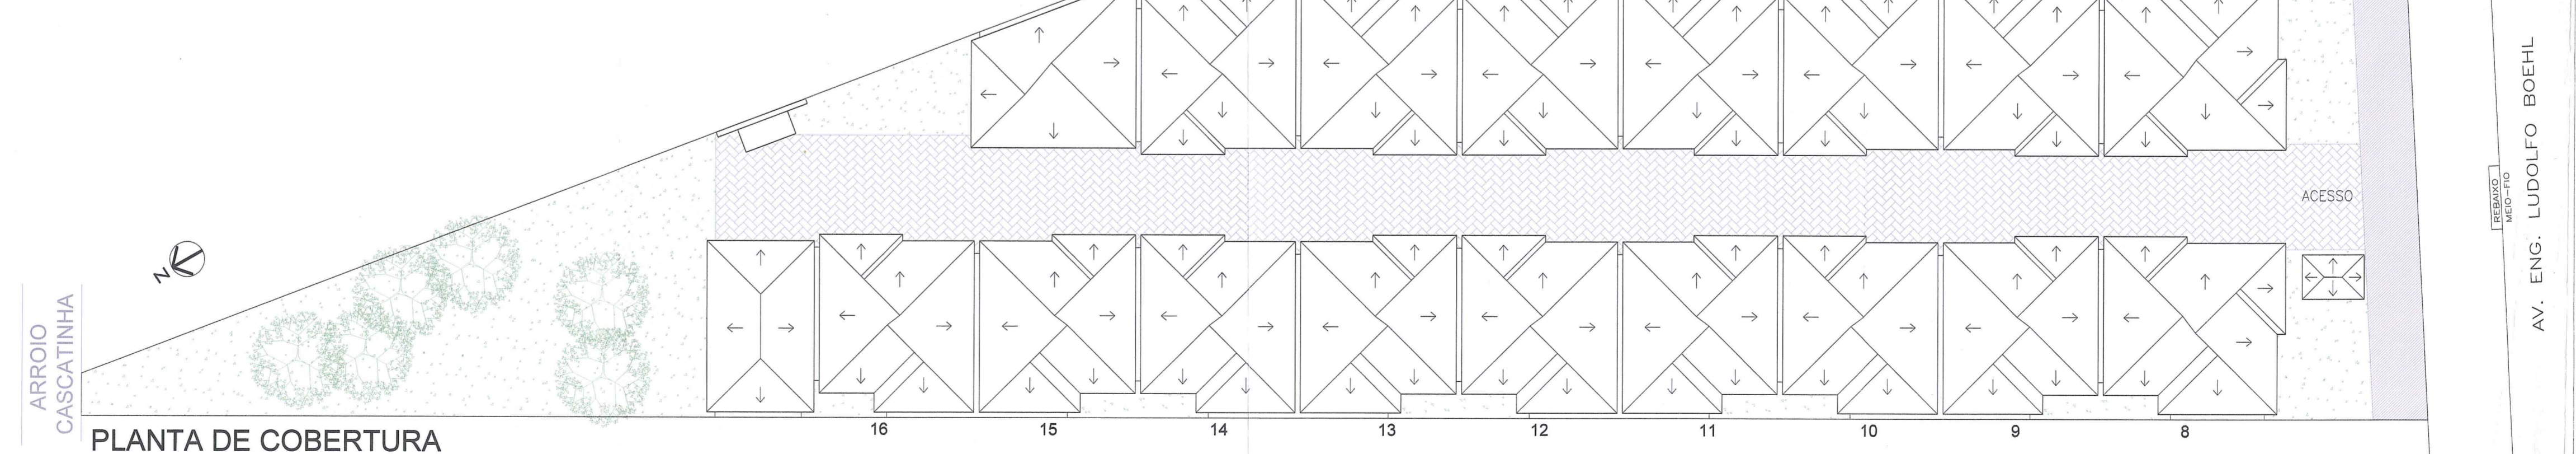 ACESSO
REBAIXO
MEIO-FIO
AV. ENG. LUDOLFO BOEHL
N
ARROIO
CASCATINHA
PLANTA DE COBERTURA
16 15 14 13 12 11 10 9 8